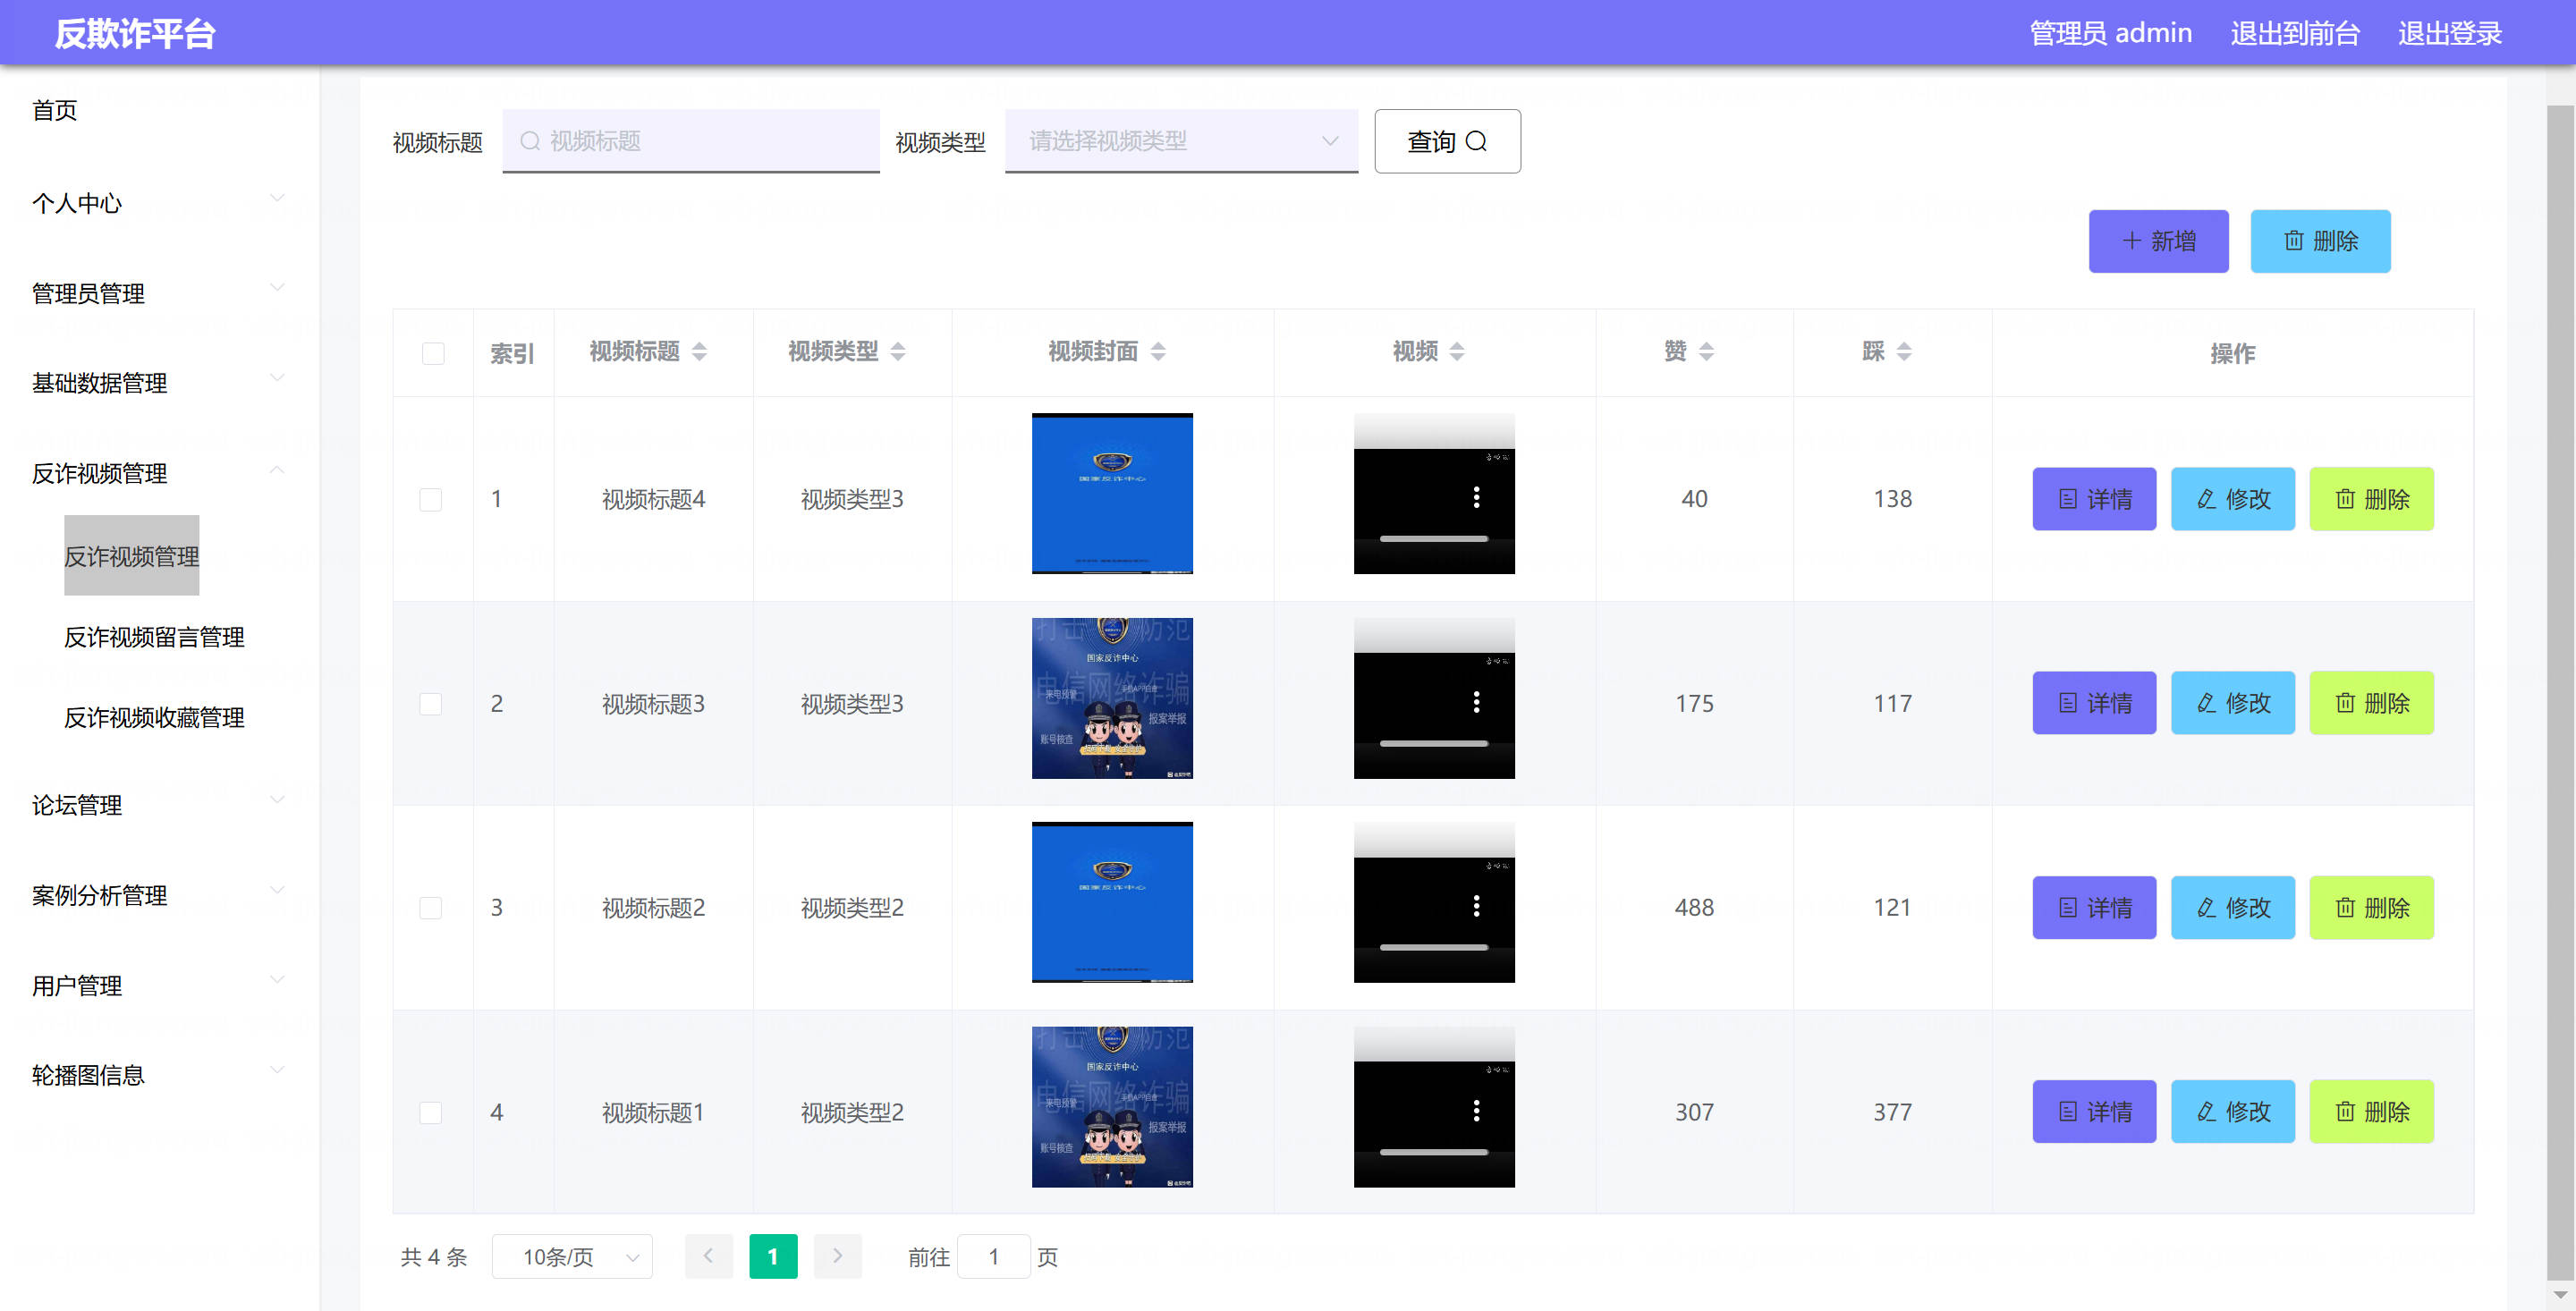 反欺诈平台
管理员 admin 退出到前台 退出登录
首页
个人中心
管理员管理
基础数据管理
反诈视频管理
反诈视频管理
反诈视频留言管理
反诈视频收藏管理
论坛管理
案例分析管理
用户管理
轮播图信息
视频标题 视频标题 视频类型 请选择视频类型 查询
新增 删除
索引 视频标题 视频类型 视频封面 视频 赞 踩 操作
1 视频标题4 视频类型3 国家反诈中心 40 138 详情 修改 删除
2 视频标题3 视频类型3 175 117 详情 修改 删除
打击 防范
国家反诈中心
电信网络诈骗
来电预警
报案举报
账号核查
3 视频标题2 视频类型2 国家反诈中心 488 121 详情 修改 删除
4 视频标题1 视频类型2 307 377 详情 修改 删除
打击 防范
国家反诈中心
电信网络诈骗
来电预警
报案举报
账号核查
共 4 条 10条/页 1 前往 1 页